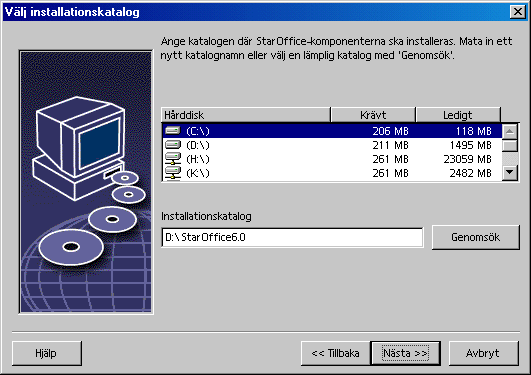 Välj installationskatalog
Ange katalogen där StarOffice-komponenterna ska installeras. Mata in ett
nytt katalognamn eller välj en lämplig katalog med 'Genomsök'.
Hårddisk Krävt Ledigt
(C:\) 206 MB 118 MB
(D:\) 211 MB 1495 MB
(H:\) 261 MB 23059 MB
(K:\) 261 MB 2482 MB
Installationskatalog
D:\StarOffice6.0 Genomsök
Hjälp << Tillbaka Nästa >> Avbryt